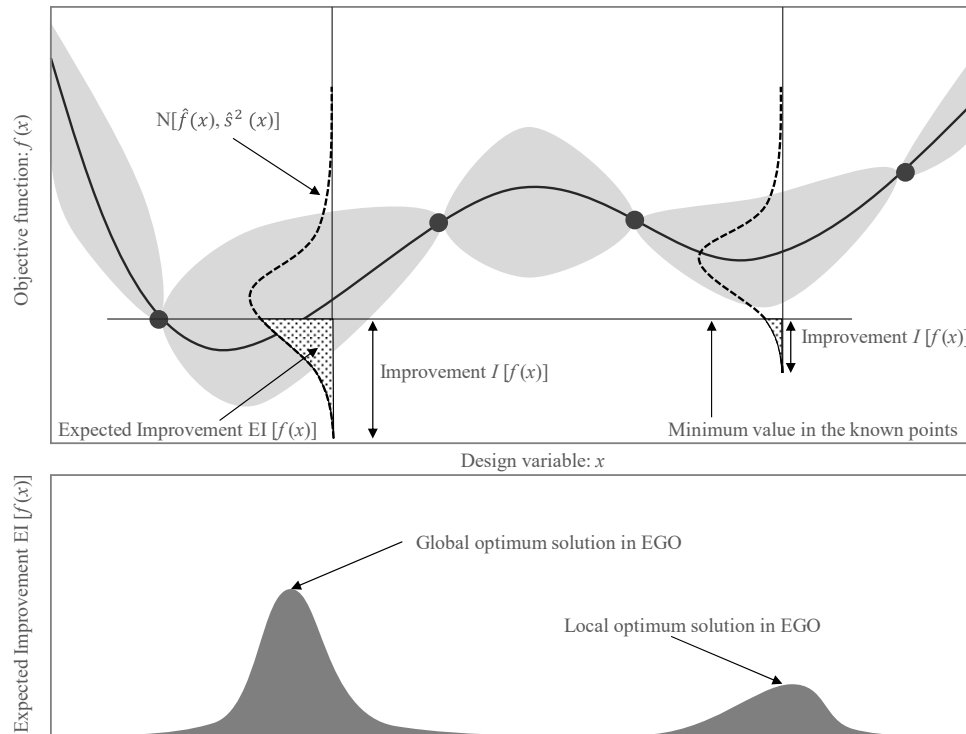 Objective function: f(x)
N[f̂(x), ŝ² (x)]
Improvement I [f(x)]
Improvement I [f(x)]
Expected Improvement EI [f(x)]
Minimum value in the known points
Design variable: x
Expected Improvement EI [f(x)]
Global optimum solution in EGO
Local optimum solution in EGO